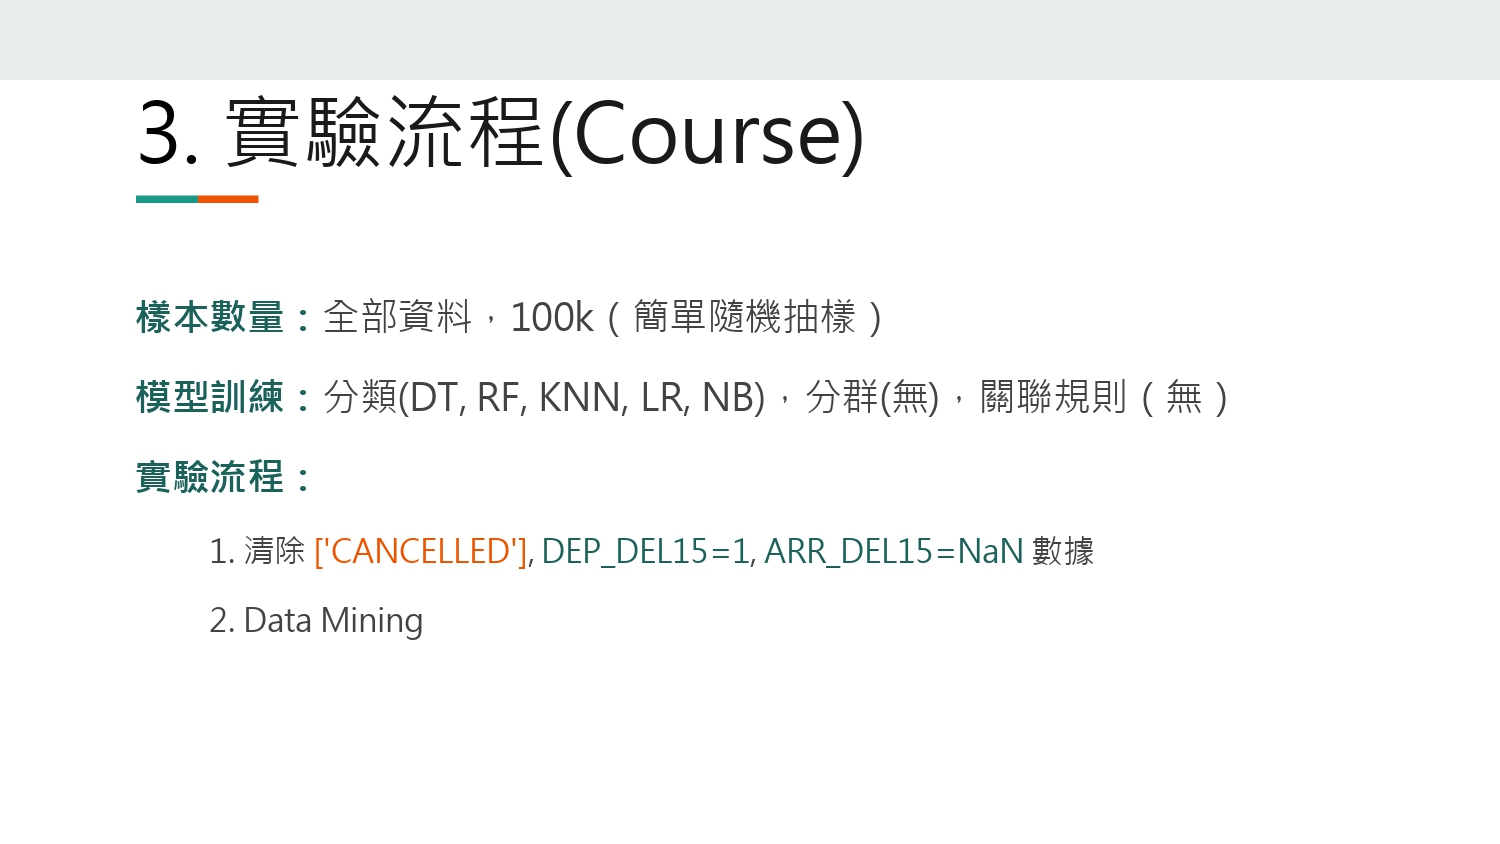 3. 實驗流程(Course)
樣本數量：全部資料，100k（簡單隨機抽樣）
模型訓練：分類(DT, RF, KNN, LR, NB)，分群(無)，關聯規則（無）
實驗流程：
1. 清除 ['CANCELLED'], DEP_DEL15=1, ARR_DEL15=NaN 數據
2. Data Mining